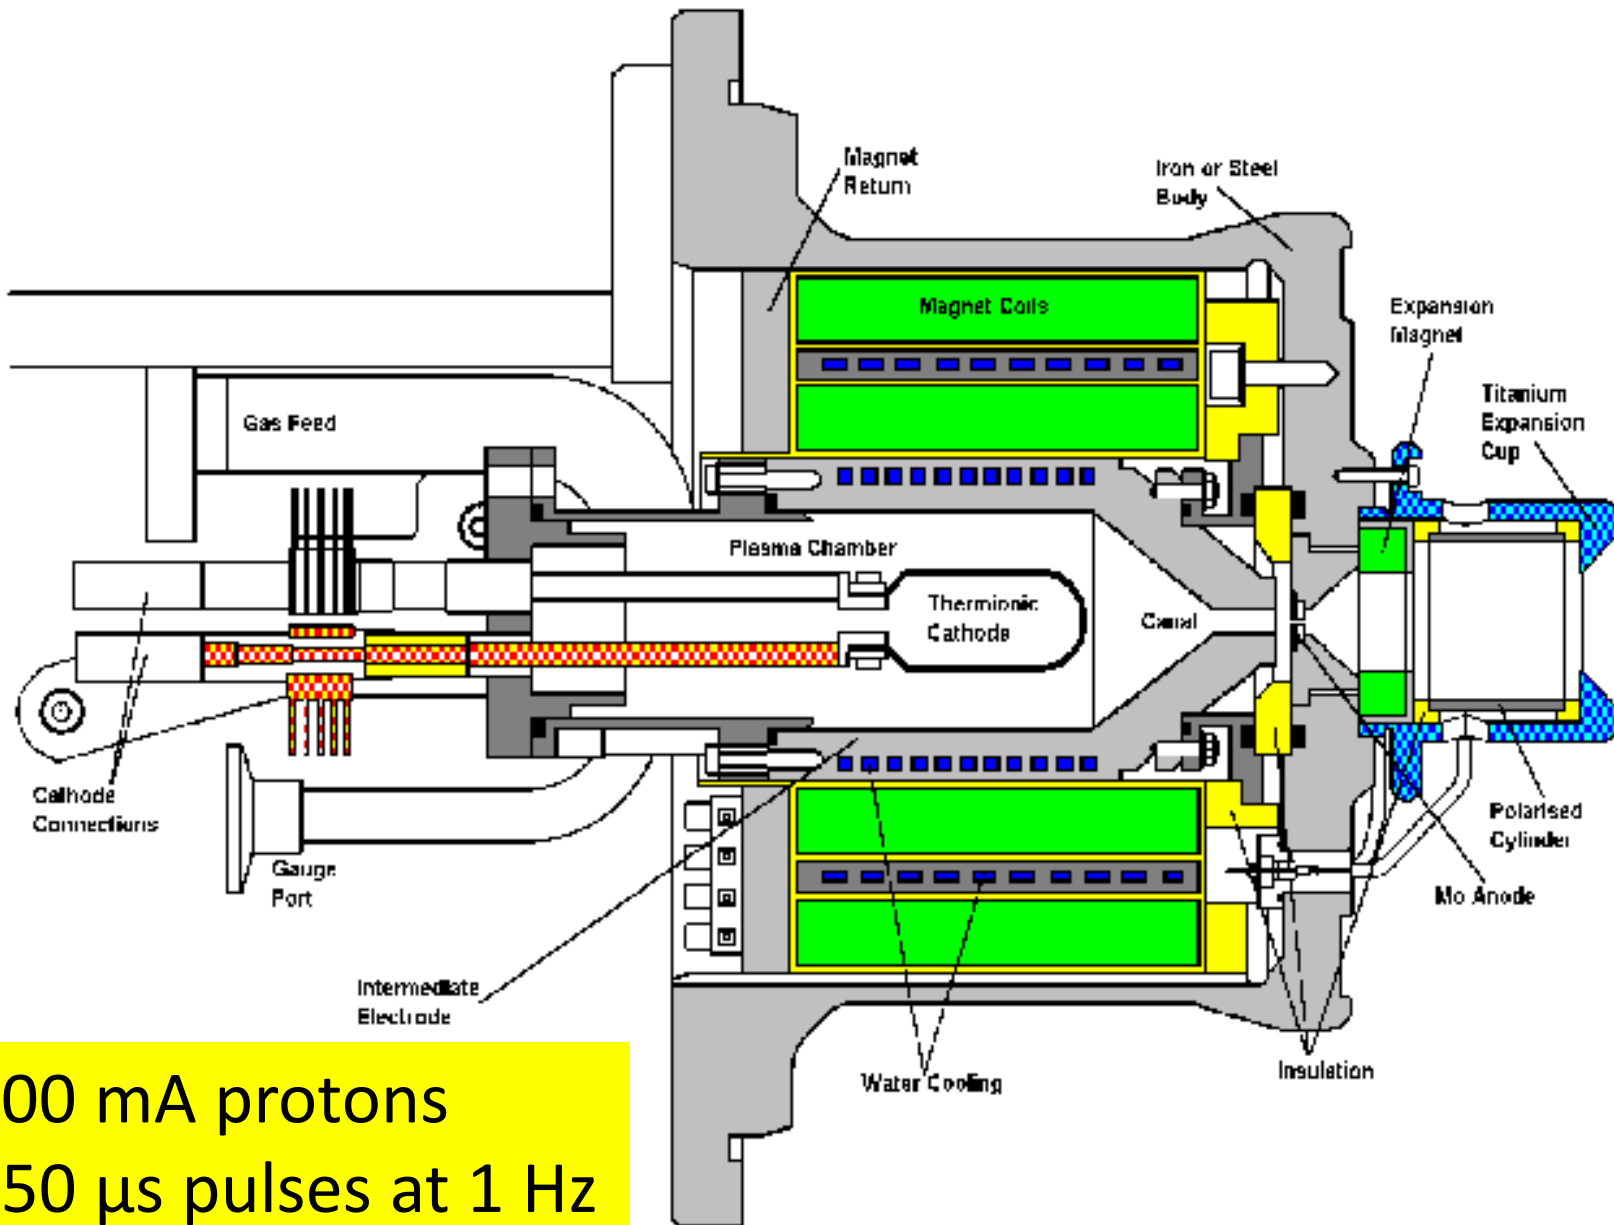 Magnet
Return
Iron or Steel
Body
Magnet Coils
Expansion
Magnet
Titanium
Expansion
Cup
Gas Feed
Plasma Chamber
Thermionic
Cathode
Canal
Cathode
Connections
Gauge
Port
Polarised
Cylinder
Mo Anode
Intermediate
Electrode
Water Cooling
Insulation
00 mA protons
50 µs pulses at 1 Hz